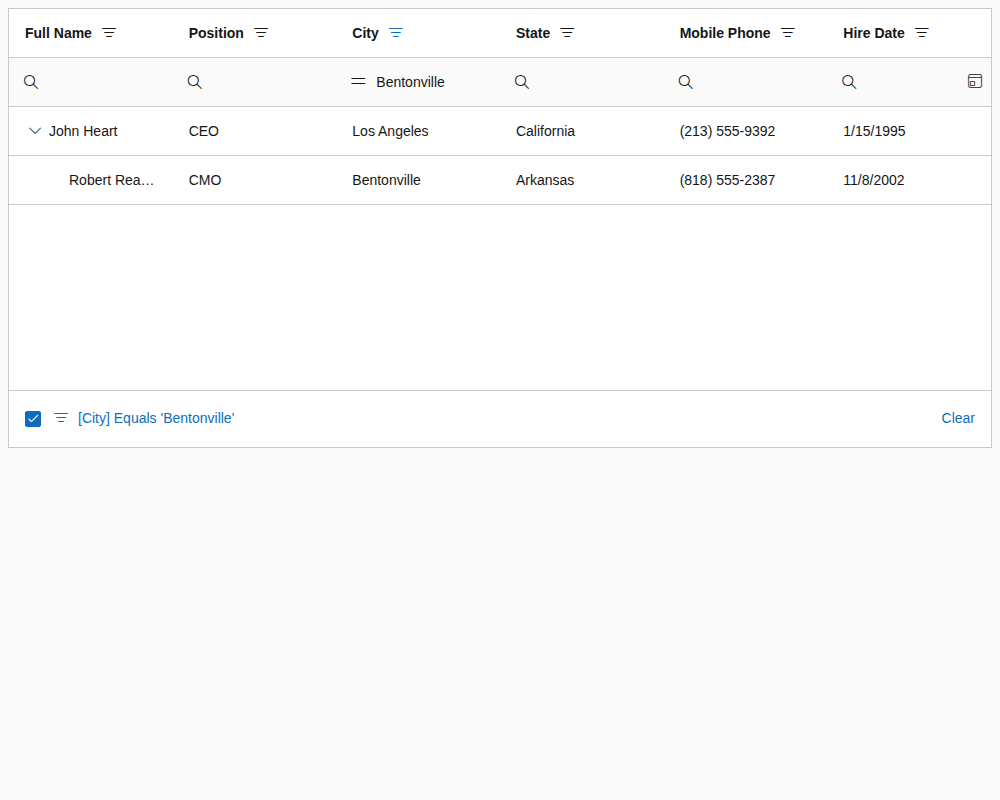 Full Name Position City State Mobile Phone Hire Date
Bentonville
John Heart CEO Los Angeles California (213) 555-9392 1/15/1995
Robert Rea… CMO Bentonville Arkansas (818) 555-2387 11/8/2002
[City] Equals 'Bentonville' Clear